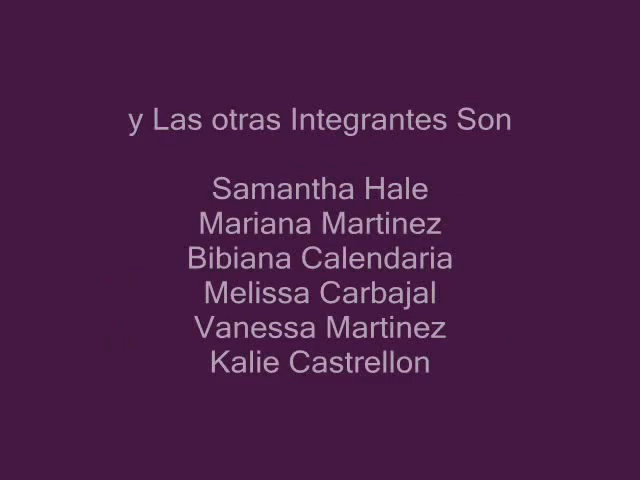 y Las otras Integrantes Son
Samantha Hale
Mariana Martinez
Bibiana Calendaria
Melissa Carbajal
Vanessa Martinez
Kalie Castrellon